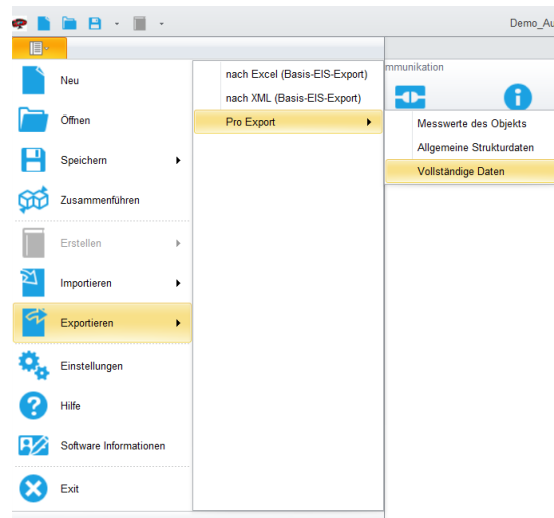 Demo_Au
mmunikation
Neu
Öffnen
Speichern
Zusammenführen
Erstellen
Importieren
Exportieren
Einstellungen
Hilfe
Software Informationen
Exit
nach Excel (Basis-EIS-Export)
nach XML (Basis-EIS-Export)
Pro Export
Messwerte des Objekts
Allgemeine Strukturdaten
Vollständige Daten